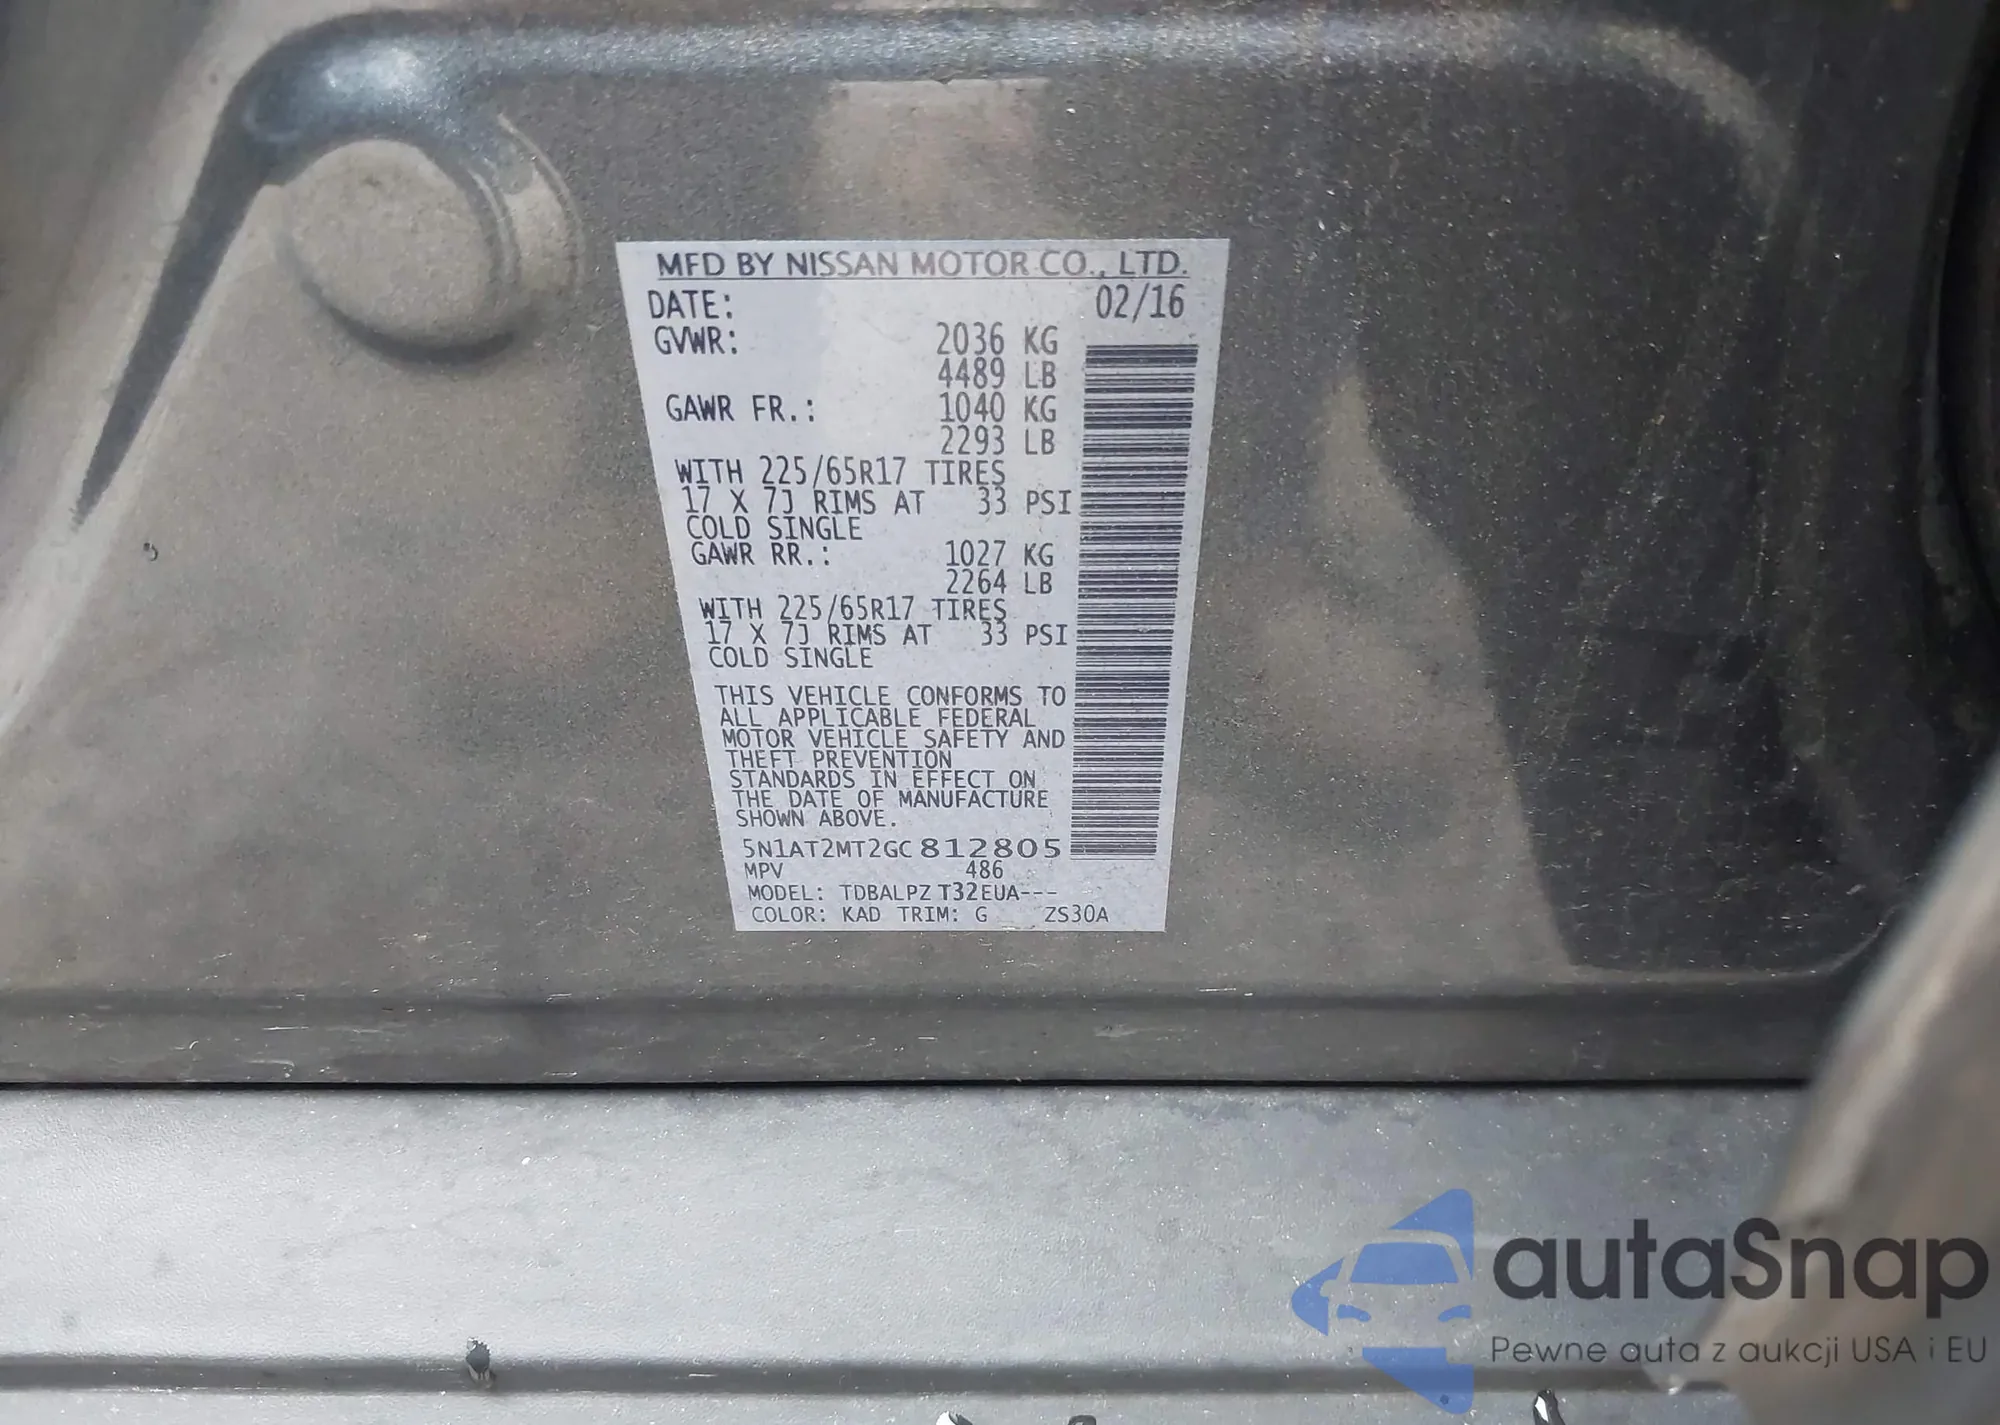 MFD BY NISSAN MOTOR CO., LTD.
DATE: 02/16
GVWR: 2036 KG
4489 LB
GAWR FR.: 1040 KG
2293 LB
WITH 225/65R17 TIRES
17 X 7J RIMS AT 33 PSI
COLD SINGLE
GAWR RR.: 1027 KG
2264 LB
WITH 225/65R17 TIRES
17 X 7J RIMS AT 33 PSI
COLD SINGLE
THIS VEHICLE CONFORMS TO
ALL APPLICABLE FEDERAL
MOTOR VEHICLE SAFETY AND
THEFT PREVENTION
STANDARDS IN EFFECT ON
THE DATE OF MANUFACTURE
SHOWN ABOVE.
5N1AT2MT2GC812805
MPV 486
MODEL: TDBALPZ T32EUA---
COLOR: KAD TRIM: G ZS30A
autaSnap
Pewne auta z aukcji USA i EU